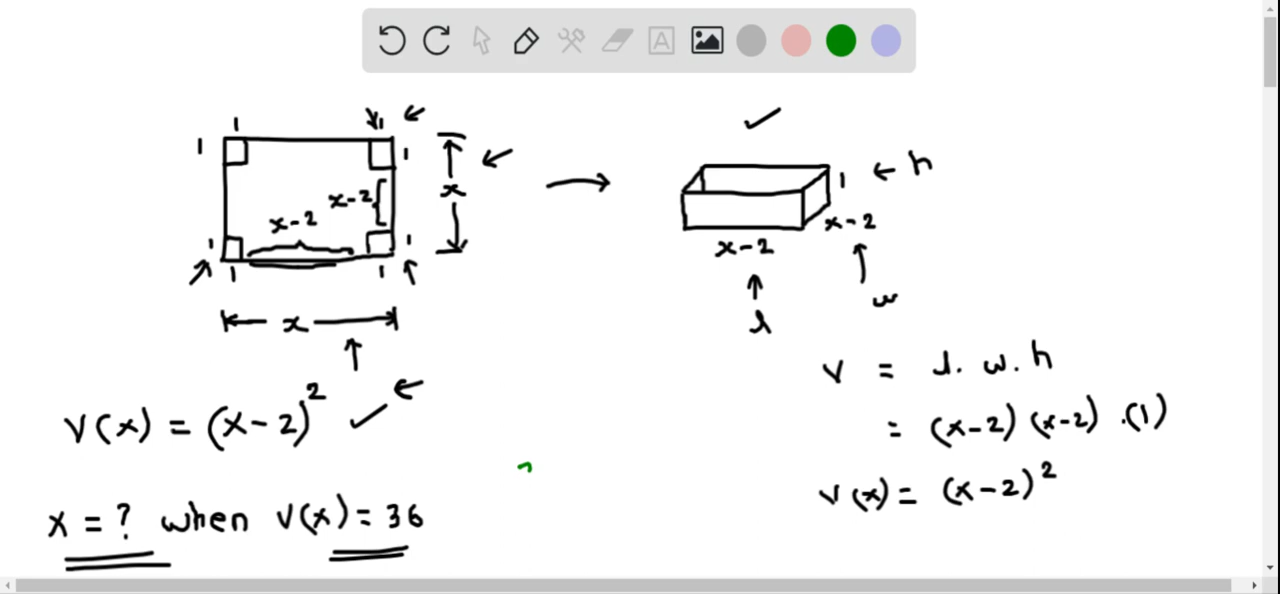 A
1 1
1 1
x-2
x
x-2
1 1
1 1
x
1 ← h
x-2
x-2
w
l
V = l. w. h
V(x) = (x-2)²
= (x-2) (x-2) .(1)
V(x) = (x-2)²
x = ? when V(x) = 36